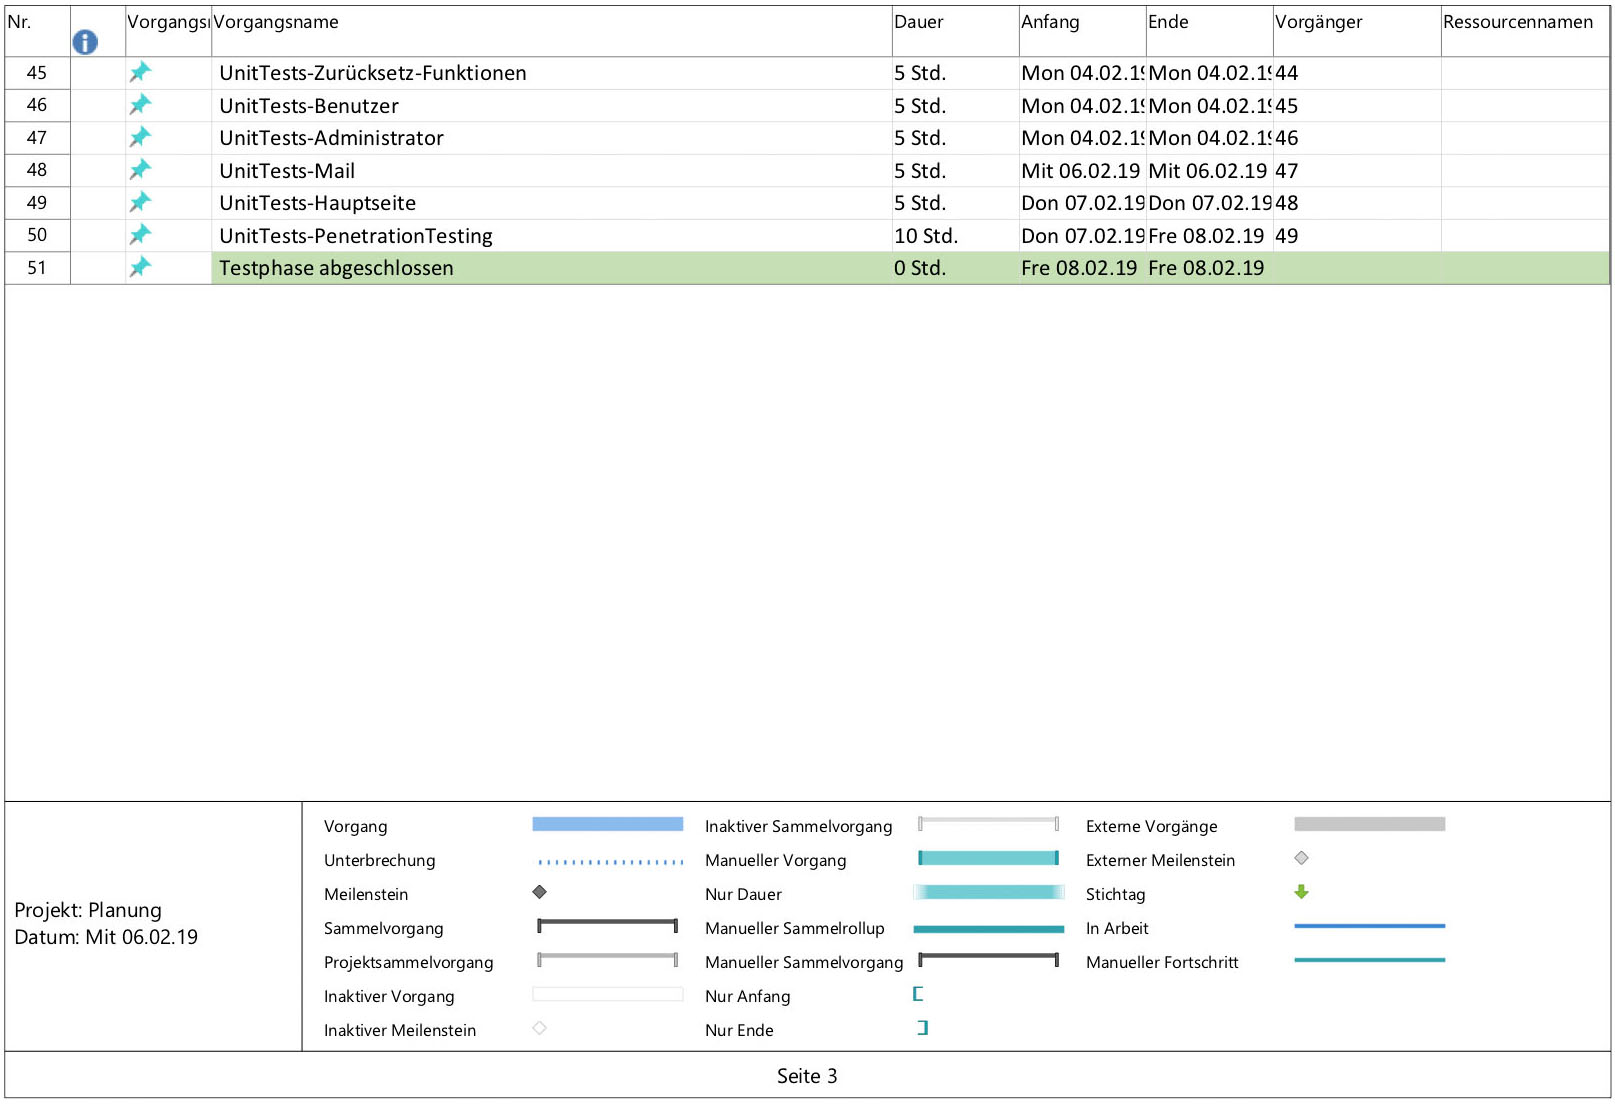 Nr. Vorgangsr Vorgangsname Dauer Anfang Ende Vorgänger Ressourcennamen
45 UnitTests-Zurücksetz-Funktionen 5 Std. Mon 04.02.19 Mon 04.02.19 44
46 UnitTests-Benutzer 5 Std. Mon 04.02.19 Mon 04.02.19 45
47 UnitTests-Administrator 5 Std. Mon 04.02.19 Mon 04.02.19 46
48 UnitTests-Mail 5 Std. Mit 06.02.19 Mit 06.02.19 47
49 UnitTests-Hauptseite 5 Std. Don 07.02.19 Don 07.02.19 48
50 UnitTests-PenetrationTesting 10 Std. Don 07.02.19 Fre 08.02.19 49
51 Testphase abgeschlossen 0 Std. Fre 08.02.19 Fre 08.02.19
Projekt: Planung
Datum: Mit 06.02.19
Vorgang
Unterbrechung
Meilenstein
Sammelvorgang
Projektsammelvorgang
Inaktiver Vorgang
Inaktiver Meilenstein
Inaktiver Sammelvorgang
Manueller Vorgang
Nur Dauer
Manueller Sammelrollup
Manueller Sammelvorgang
Nur Anfang
Nur Ende
Externe Vorgänge
Externer Meilenstein
Stichtag
In Arbeit
Manueller Fortschritt
Seite 3